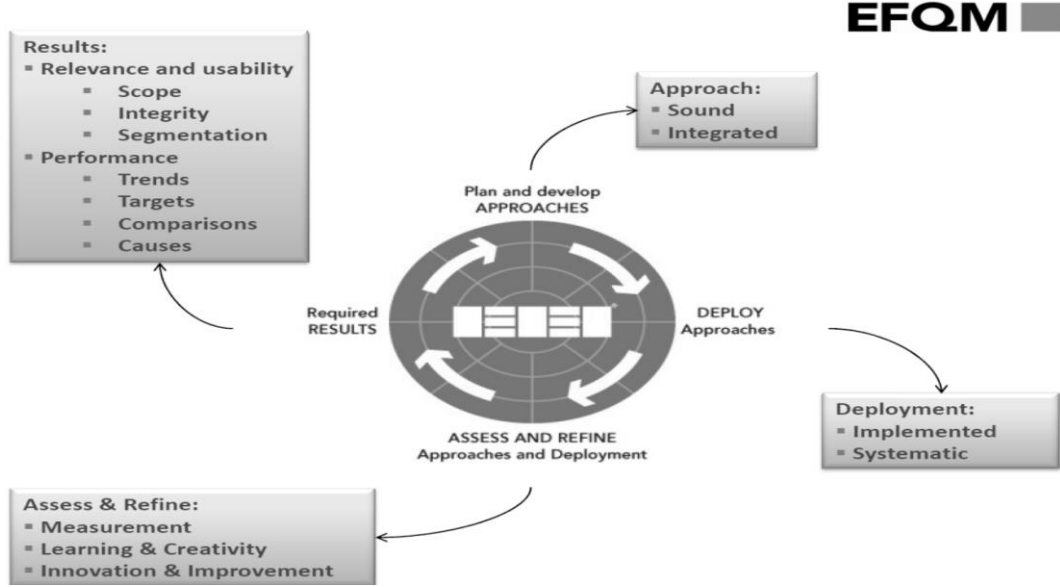 EFQM
Results:
▪ Relevance and usability
▪ Scope
▪ Integrity
▪ Segmentation
▪ Performance
▪ Trends
▪ Targets
▪ Comparisons
▪ Causes
Approach:
▪ Sound
▪ Integrated
Plan and develop
APPROACHES
Required
RESULTS
®
DEPLOY
Approaches
ASSESS AND REFINE
Approaches and Deployment
Deployment:
▪ Implemented
▪ Systematic
Assess & Refine:
▪ Measurement
▪ Learning & Creativity
▪ Innovation & Improvement